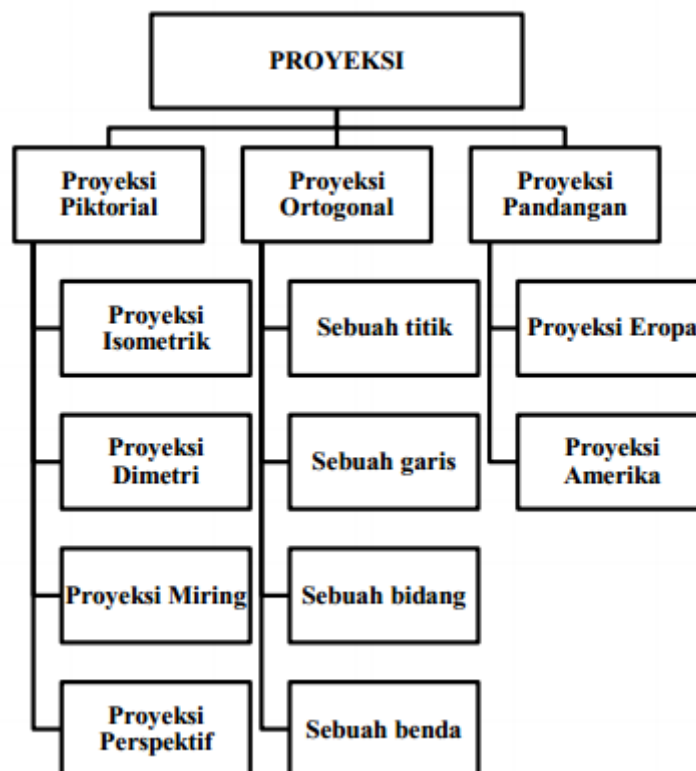 PROYEKSI
Proyeksi
Piktorial
Proyeksi
Ortogonal
Proyeksi
Pandangan
Proyeksi
Isometrik
Sebuah titik
Proyeksi Eropa
Proyeksi
Dimetri
Sebuah garis
Proyeksi
Amerika
Proyeksi Miring
Sebuah bidang
Proyeksi
Perspektif
Sebuah benda